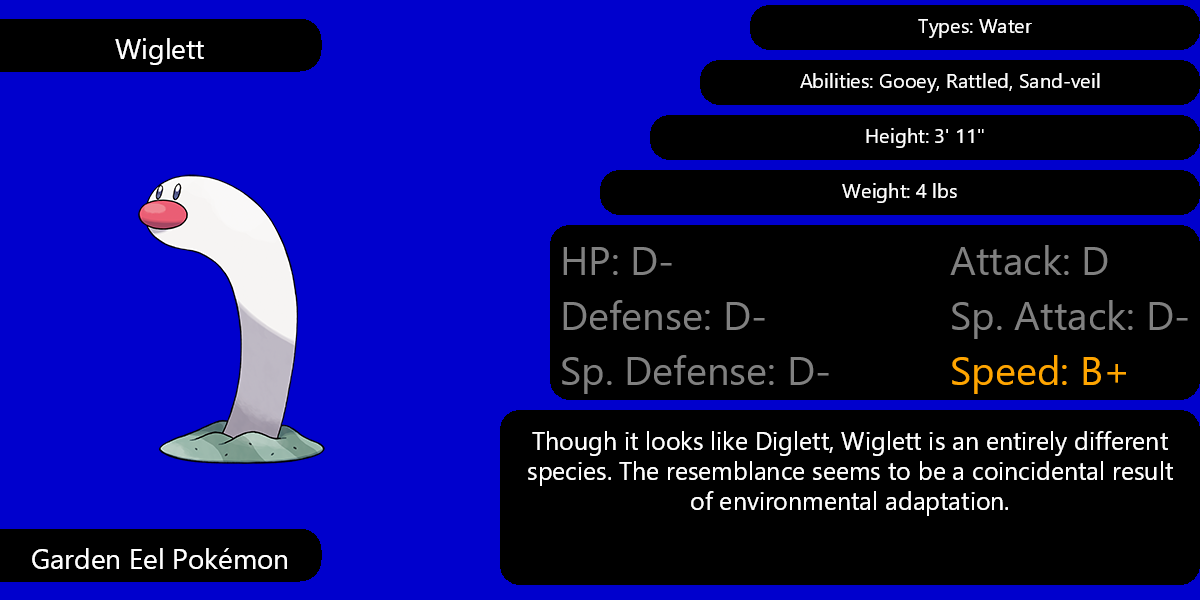 Wiglett
Types: Water
Abilities: Gooey, Rattled, Sand-veil
Height: 3' 11"
Weight: 4 lbs
HP: D-
Attack: D
Defense: D-
Sp. Attack: D-
Sp. Defense: D-
Speed: B+
Though it looks like Diglett, Wiglett is an entirely different
species. The resemblance seems to be a coincidental result
of environmental adaptation.
Garden Eel Pokémon